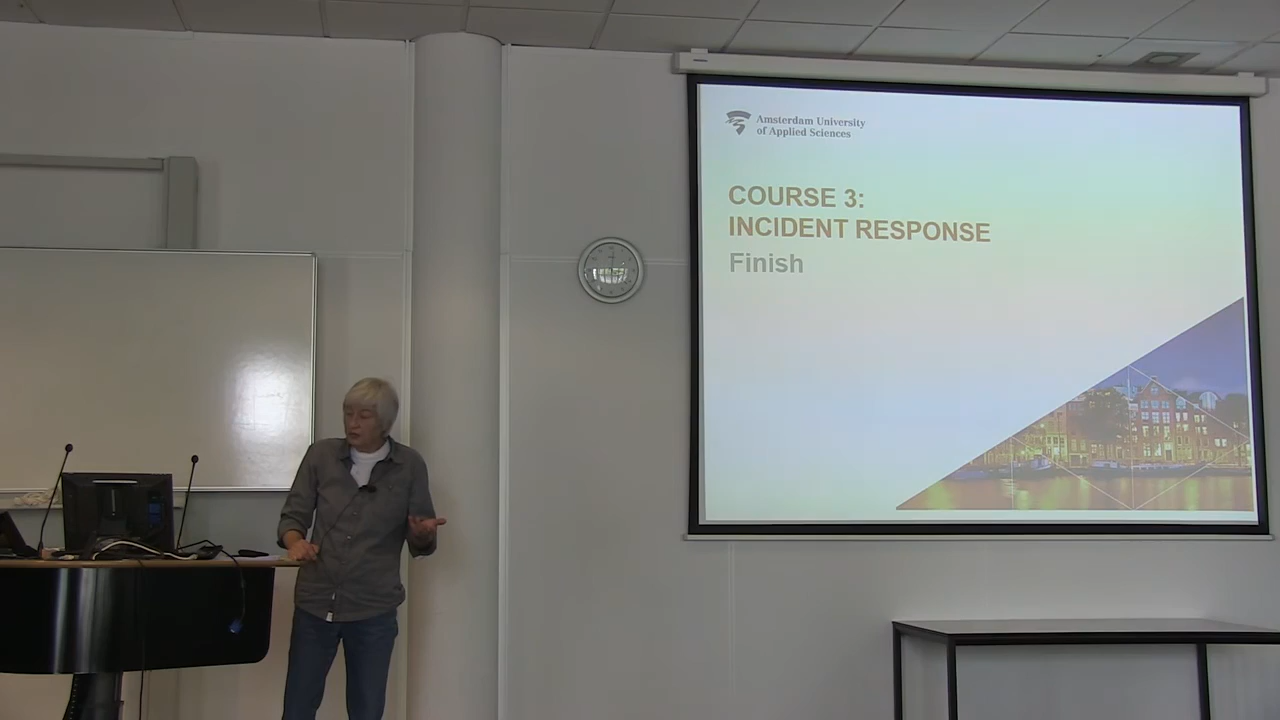 Amsterdam University
of Applied Sciences
COURSE 3:
INCIDENT RESPONSE
Finish